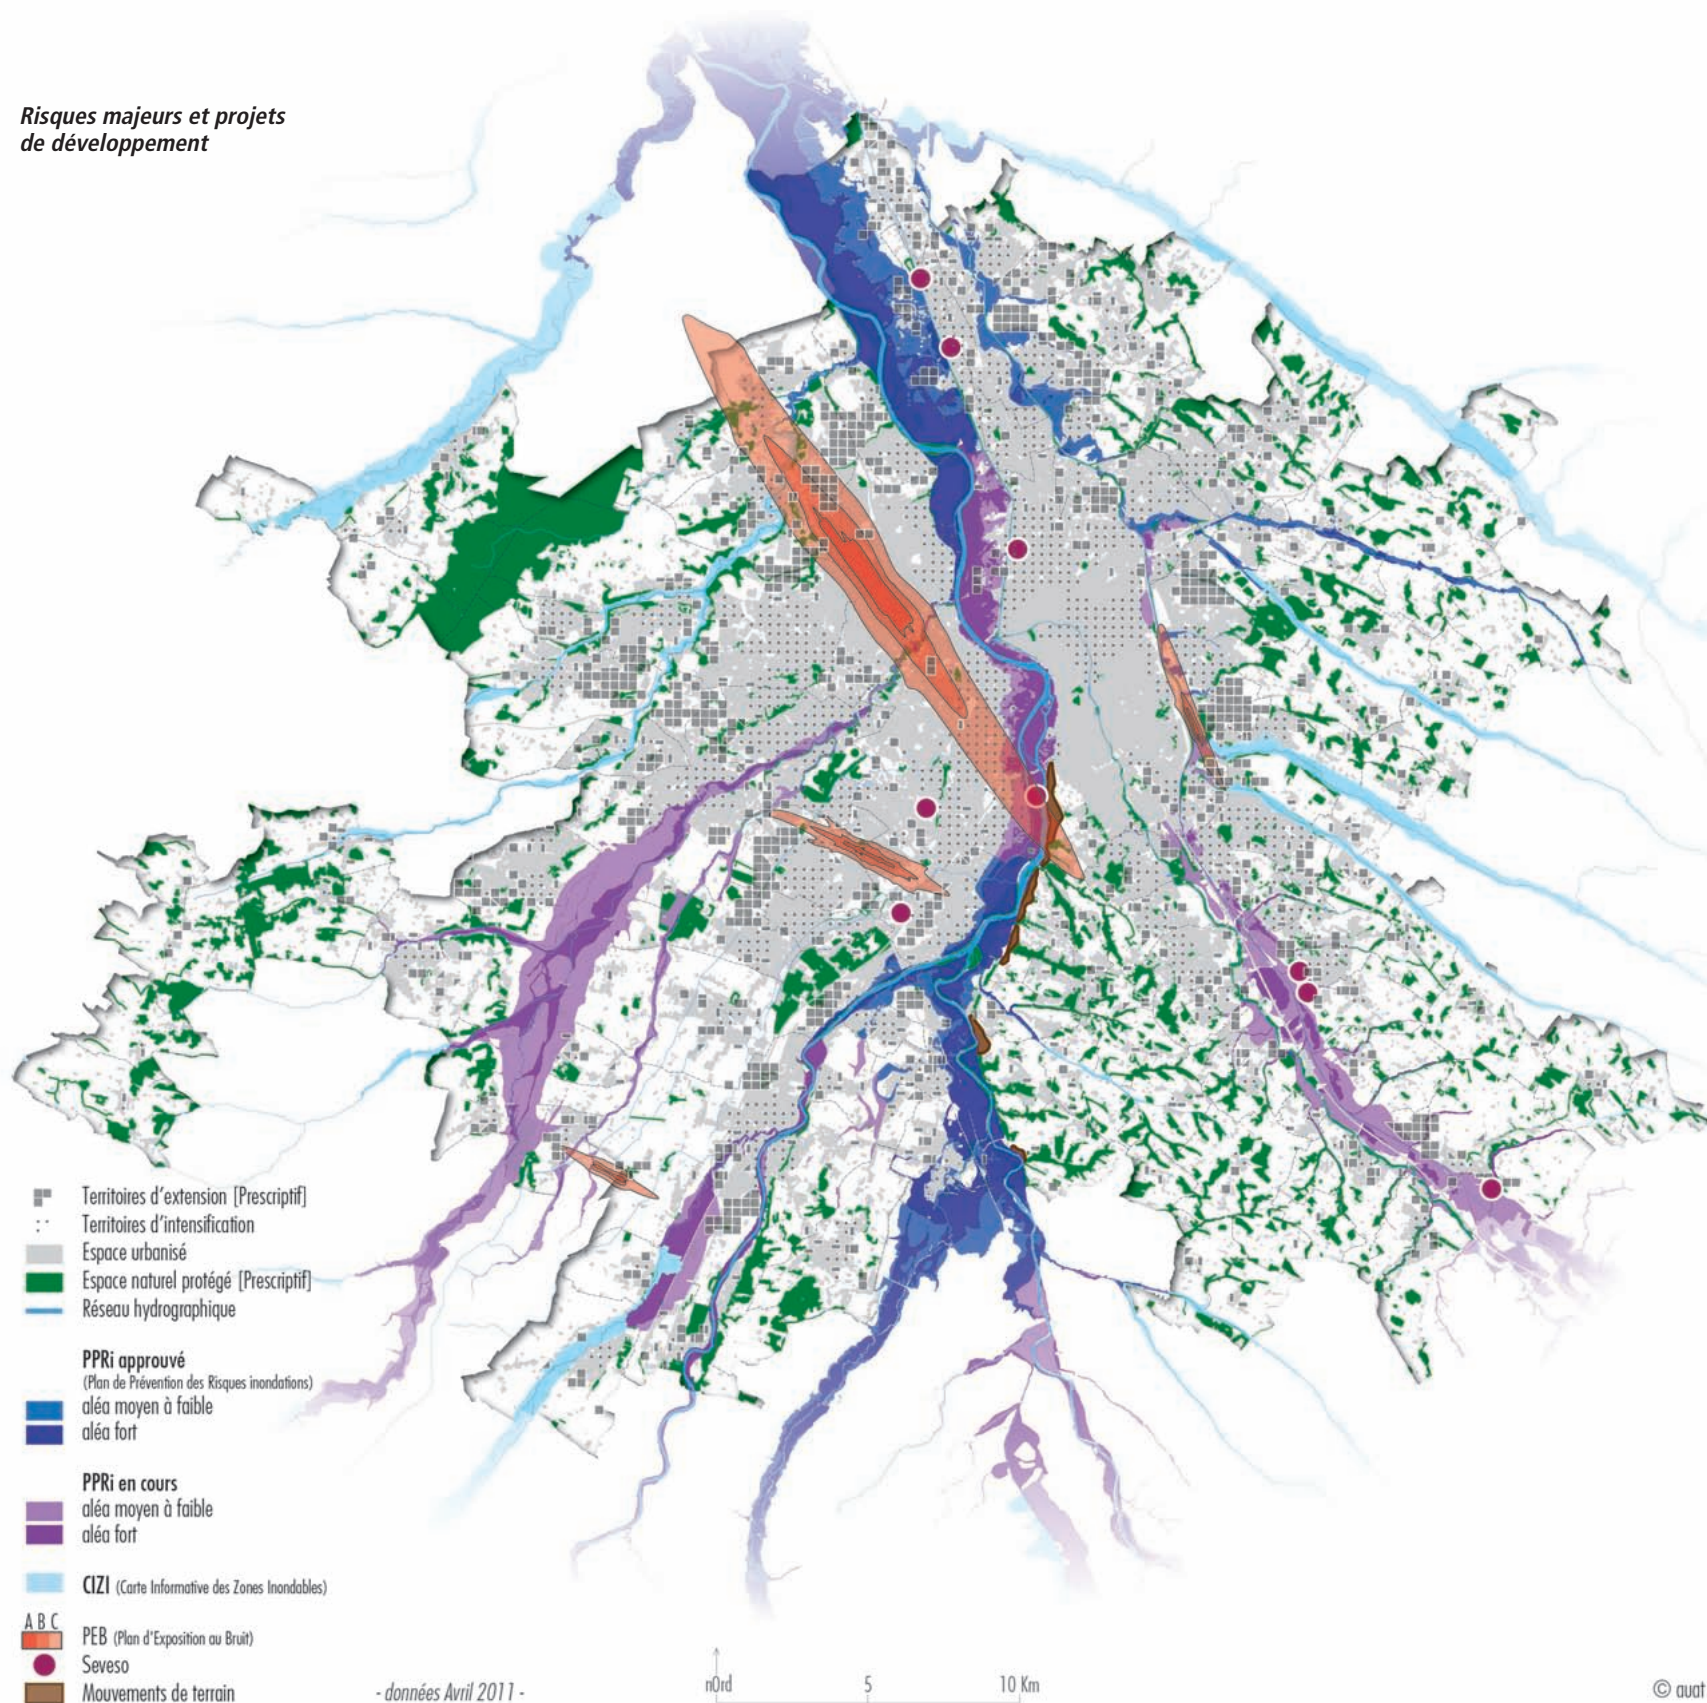 Risques majeurs et projets
de développement
Territoires d'extension [Prescriptif]
Territoires d'intensification
Espace urbanisé
Espace naturel protégé [Prescriptif]
Réseau hydrographique
PPRi approuvé
(Plan de Prévention des Risques inondations)
aléa moyen à faible
aléa fort
PPRi en cours
aléa moyen à faible
aléa fort
CIZI (Carte Informative des Zones Inondables)
A B C
PEB (Plan d'Exposition au Bruit)
Seveso
Mouvements de terrain
- données Avril 2011 -
nOrd 5 10 Km
© auat